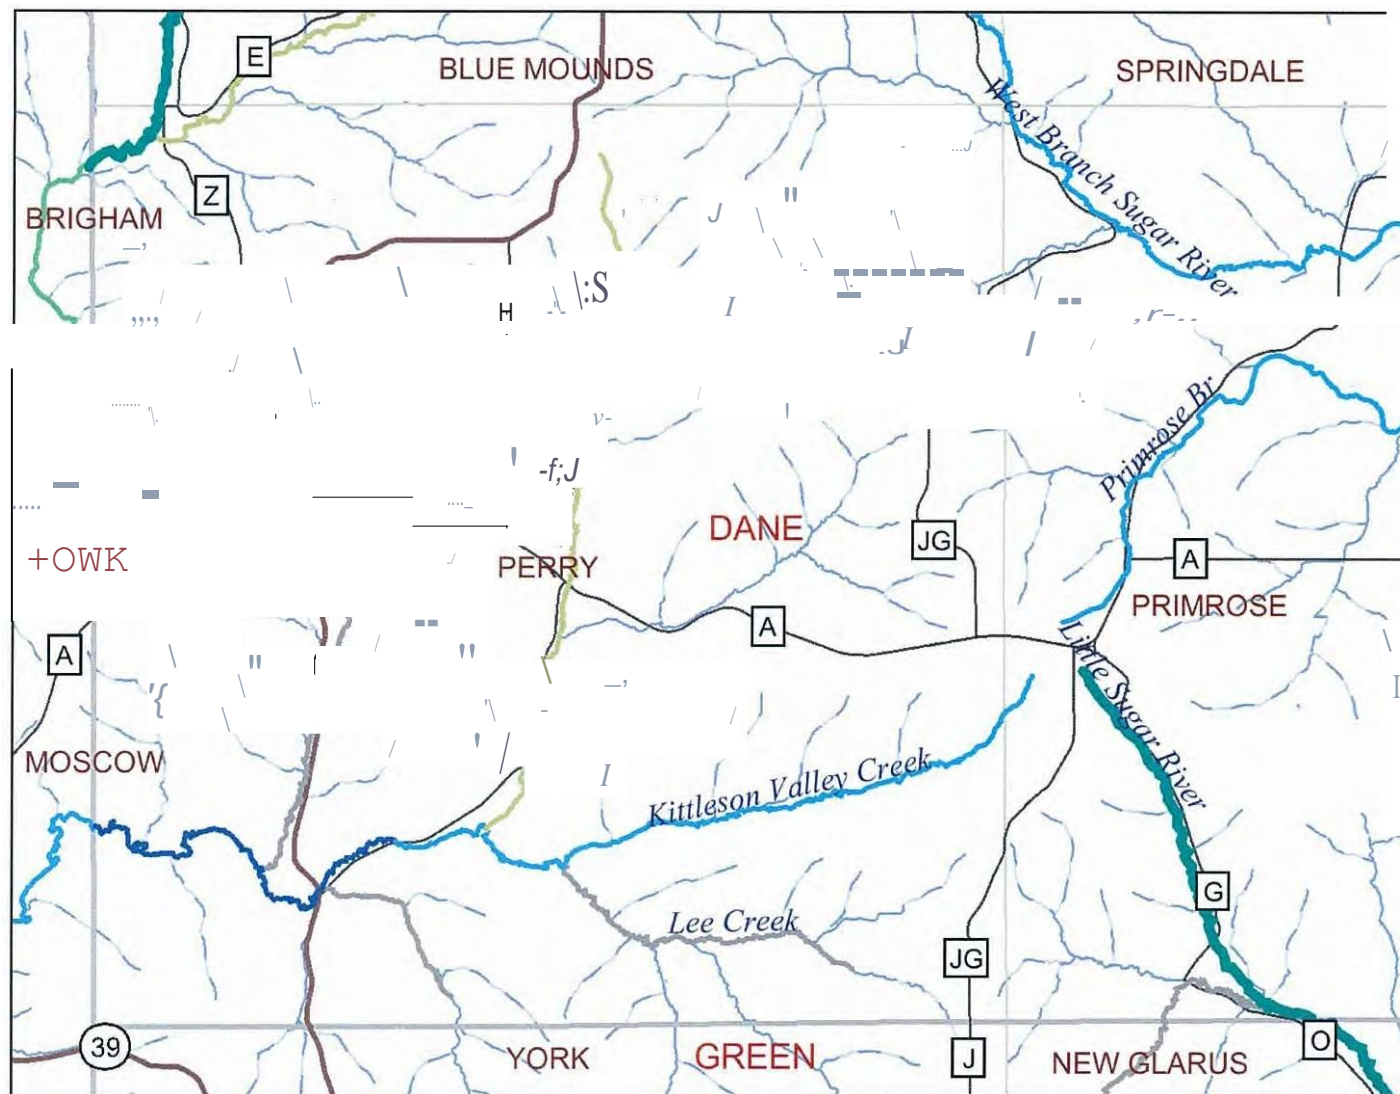 E
BLUE MOUNDS
SPRINGDALE
West Branch Sugar River
Z
BRIGHAM
H
Primrose Br
DANE
JG
A
+OWK
PERRY
PRIMROSE
A
A
Little Sugar River
MOSCOW
Kittleson Valley Creek
G
Lee Creek
JG
39
YORK
GREEN
J
NEW GLARUS
O